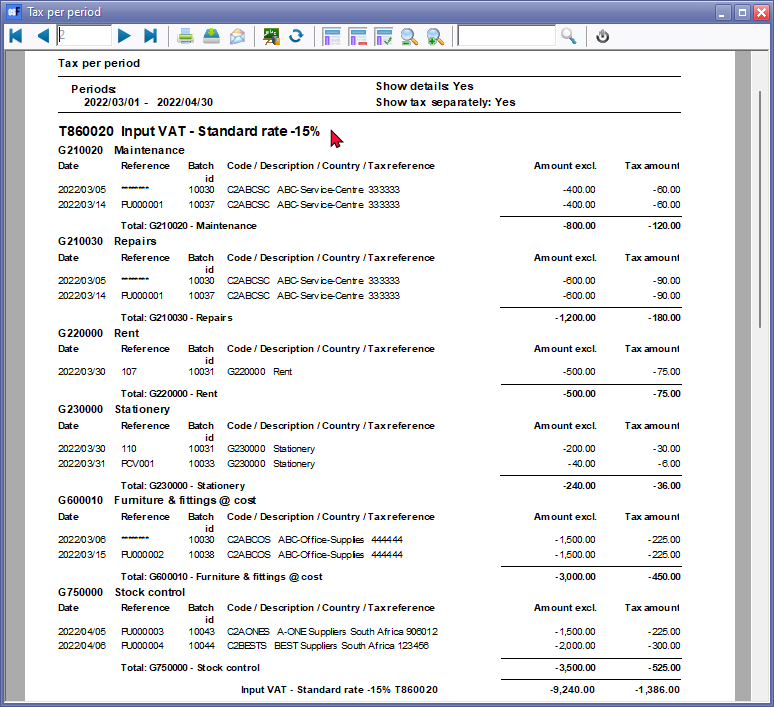 Tax per period
2
Tax per period
Periods: Show details: Yes
2022/03/01 - 2022/04/30 Show tax separately: Yes
T860020 Input VAT - Standard rate -15%
G210020 Maintenance
Date Reference Batch id Code / Description / Country / Tax reference Amount excl. Tax amount
2022/03/05 ******** 10030 C2ABCSC ABC-Service-Centre 333333 -400.00 -60.00
2022/03/14 PU000001 10037 C2ABCSC ABC-Service-Centre 333333 -400.00 -60.00
Total: G210020 - Maintenance -800.00 -120.00
G210030 Repairs
Date Reference Batch id Code / Description / Country / Tax reference Amount excl. Tax amount
2022/03/05 ******** 10030 C2ABCSC ABC-Service-Centre 333333 -600.00 -90.00
2022/03/14 PU000001 10037 C2ABCSC ABC-Service-Centre 333333 -600.00 -90.00
Total: G210030 - Repairs -1,200.00 -180.00
G220000 Rent
Date Reference Batch id Code / Description / Country / Tax reference Amount excl. Tax amount
2022/03/30 107 10031 G220000 Rent -500.00 -75.00
Total: G220000 - Rent -500.00 -75.00
G230000 Stationery
Date Reference Batch id Code / Description / Country / Tax reference Amount excl. Tax amount
2022/03/30 110 10031 G230000 Stationery -200.00 -30.00
2022/03/31 PCV001 10033 G230000 Stationery -40.00 -6.00
Total: G230000 - Stationery -240.00 -36.00
G600010 Furniture & fittings @ cost
Date Reference Batch id Code / Description / Country / Tax reference Amount excl. Tax amount
2022/03/06 ******** 10030 C2ABCOS ABC-Office-Supplies 444444 -1,500.00 -225.00
2022/03/15 PU000002 10038 C2ABCOS ABC-Office-Supplies 444444 -1,500.00 -225.00
Total: G600010 - Furniture & fittings @ cost -3,000.00 -450.00
G750000 Stock control
Date Reference Batch id Code / Description / Country / Tax reference Amount excl. Tax amount
2022/04/05 PU000003 10043 C2AONES A-ONE Suppliers South Africa 906012 -1,500.00 -225.00
2022/04/06 PU000004 10044 C2BESTS BEST Suppliers South Africa 123456 -2,000.00 -300.00
Total: G750000 - Stock control -3,500.00 -525.00
Input VAT - Standard rate -15% T860020 -9,240.00 -1,386.00